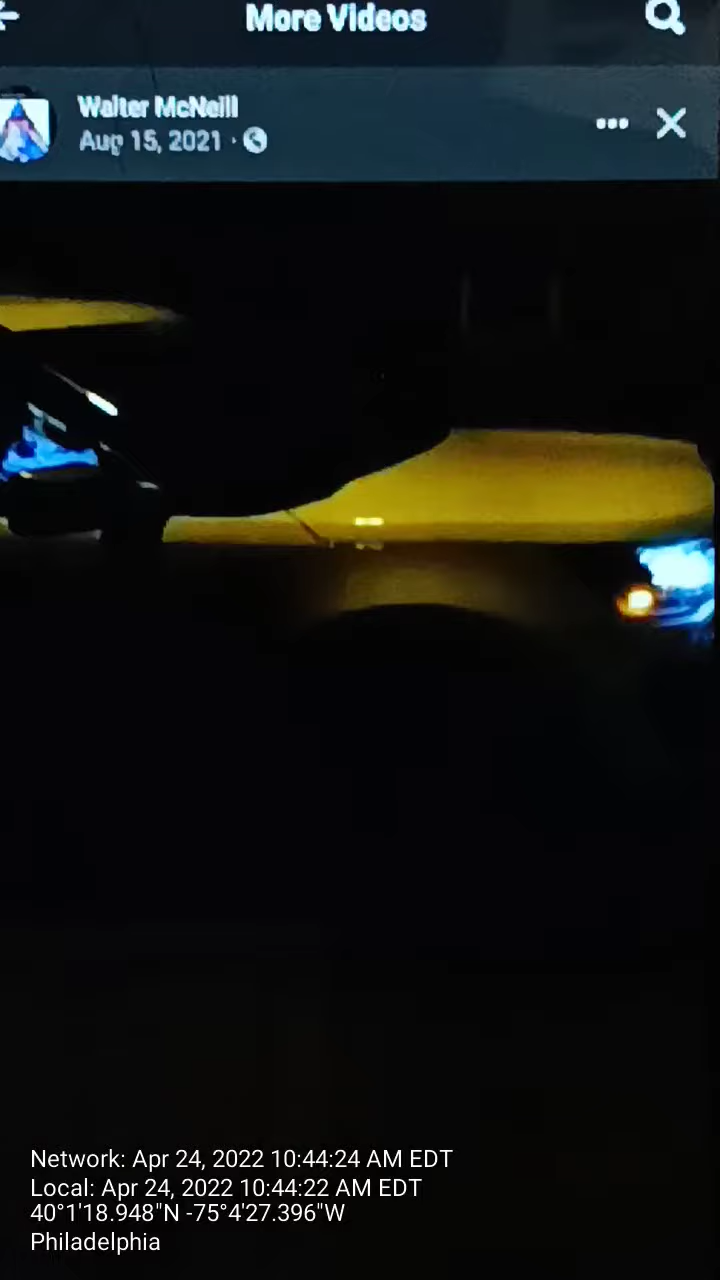 More Videos
Walter McNeill
Aug 15, 2021 ·
Network: Apr 24, 2022 10:44:24 AM EDT
Local: Apr 24, 2022 10:44:22 AM EDT
40°1'18.948"N -75°4'27.396"W
Philadelphia